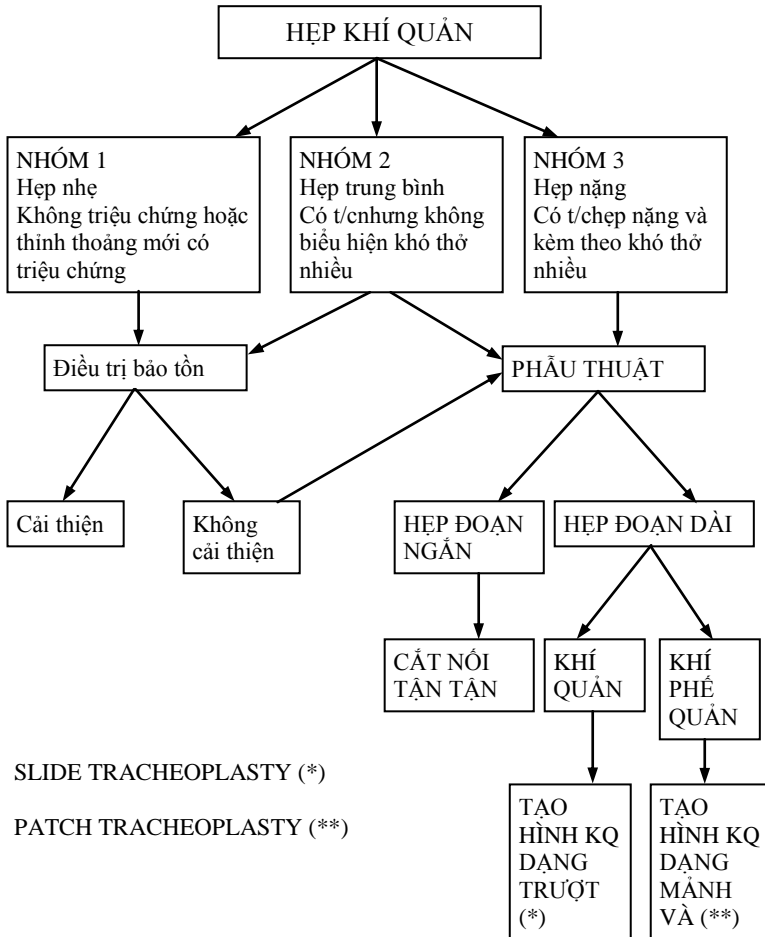 HẸP KHÍ QUẢN
NHÓM 1
Hẹp nhẹ
Không triệu chứng hoặc
thỉnh thoảng mới có
triệu chứng
NHÓM 2
Hẹp trung bình
Có t/cnhưng không
biểu hiện khó thở
nhiều
NHÓM 3
Hẹp nặng
Có t/chẹp nặng và
kèm theo khó thở
nhiều
Điều trị bảo tồn
PHẪU THUẬT
Cải thiện
Không
cải thiện
HẸP ĐOẠN
NGẮN
HẸP ĐOẠN DÀI
CẮT NỐI
TẬN TẬN
KHÍ
QUẢN
KHÍ
PHẾ
QUẢN
SLIDE TRACHEOPLASTY (*)
PATCH TRACHEOPLASTY (**)
TẠO
HÌNH KQ
DẠNG
TRƯỢT
(*)
TẠO
HÌNH KQ
DẠNG
MẢNH
VÀ (**)